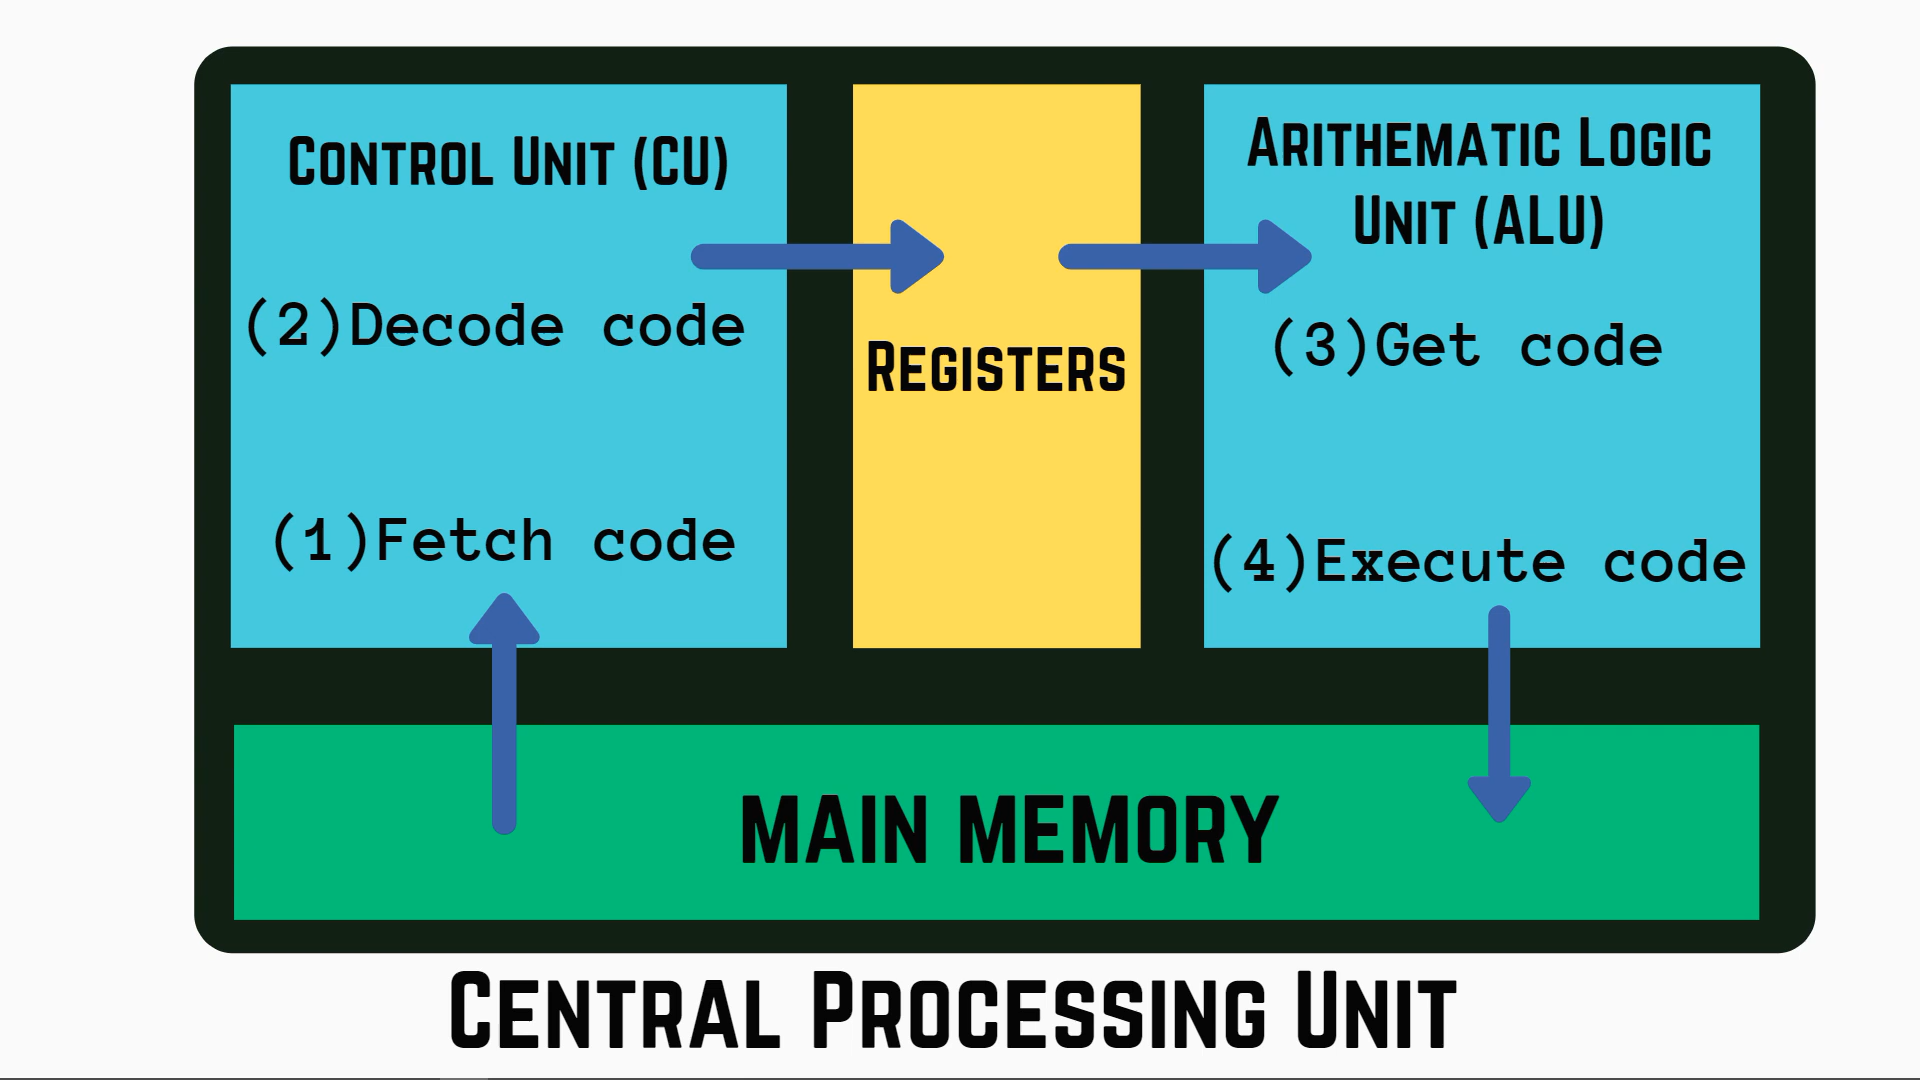 Control Unit (CU)
(2)Decode code
(1)Fetch code
Registers
Arithematic Logic
Unit (ALU)
(3)Get code
(4)Execute code
MAIN MEMORY
Central Processing Unit